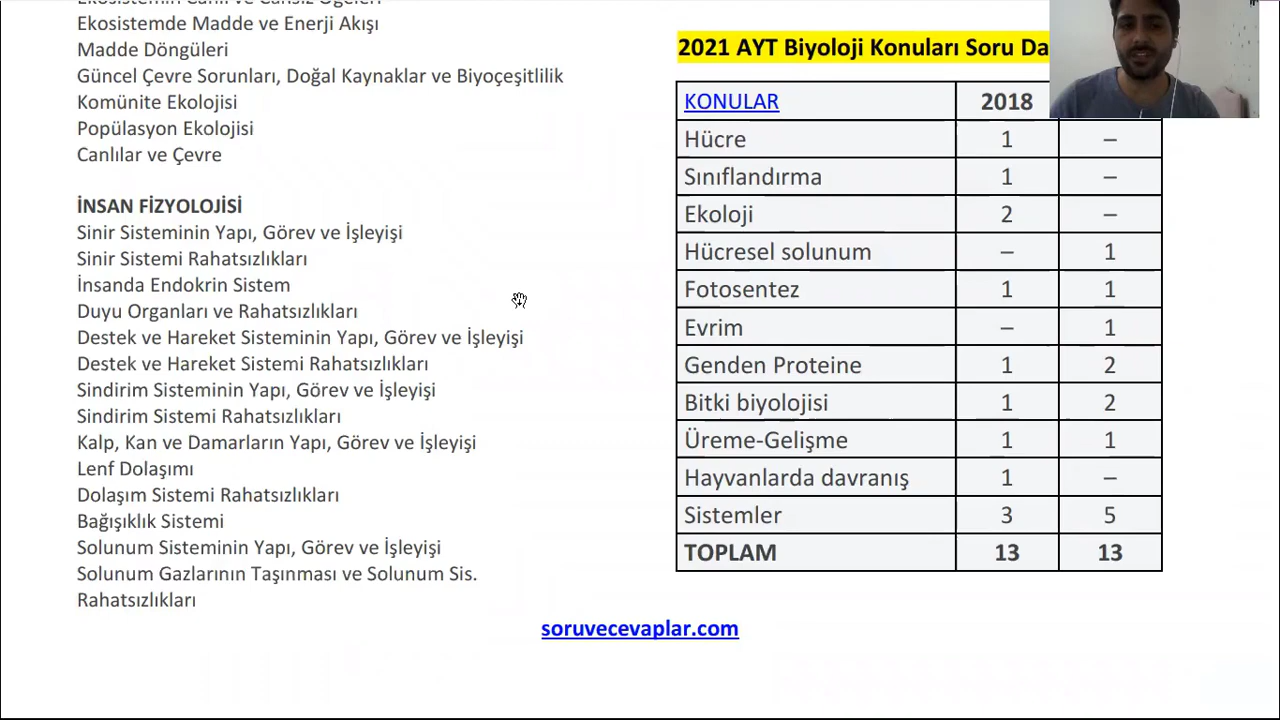 Ekosistemde Madde ve Enerji Akışı
Madde Döngüleri
Güncel Çevre Sorunları, Doğal Kaynaklar ve Biyoçeşitlilik
Komünite Ekolojisi
Popülasyon Ekolojisi
Canlılar ve Çevre
İNSAN FİZYOLOJİSİ
Sinir Sisteminin Yapı, Görev ve İşleyişi
Sinir Sistemi Rahatsızlıkları
İnsanda Endokrin Sistem
Duyu Organları ve Rahatsızlıkları
Destek ve Hareket Sisteminin Yapı, Görev ve İşleyişi
Destek ve Hareket Sistemi Rahatsızlıkları
Sindirim Sisteminin Yapı, Görev ve İşleyişi
Sindirim Sistemi Rahatsızlıkları
Kalp, Kan ve Damarların Yapı, Görev ve İşleyişi
Lenf Dolaşımı
Dolaşım Sistemi Rahatsızlıkları
Bağışıklık Sistemi
Solunum Sisteminin Yapı, Görev ve İşleyişi
Solunum Gazlarının Taşınması ve Solunum Sis.
Rahatsızlıkları
2021 AYT Biyoloji Konuları Soru Da
KONULAR 2018
Hücre 1 –
Sınıflandırma 1 –
Ekoloji 2 –
Hücresel solunum – 1
Fotosentez 1 1
Evrim – 1
Genden Proteine 1 2
Bitki biyolojisi 1 2
Üreme-Gelişme 1 1
Hayvanlarda davranış 1 –
Sistemler 3 5
TOPLAM 13 13
soruvecevaplar.com